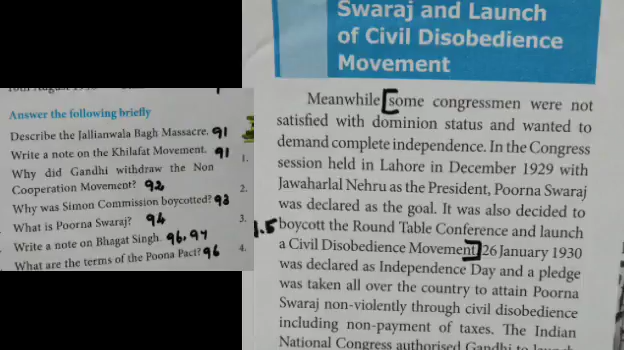 Answer the following briefly
Describe the Jallianwala Bagh Massacre. 91
Write a note on the Khilafat Movement. 91
Why did Gandhi withdraw the Non
Cooperation Movement? 92
Why was Simon Commission boycotted? 93
What is Poorna Swaraj? 94
Write a note on Bhagat Singh. 96, 97
What are the terms of the Poona Pact? 96
1.
2.
3.
4.
Swaraj and Launch
of Civil Disobedience
Movement
Meanwhile [some congressmen were not
satisfied with dominion status and wanted to
demand complete independence. In the Congress
session held in Lahore in December 1929 with
Jawaharlal Nehru as the President, Poorna Swaraj
was declared as the goal. It was also decided to
1.5 boycott the Round Table Conference and launch
a Civil Disobedience Movement.] 26 January 1930
was declared as Independence Day and a pledge
was taken all over the country to attain Poorna
Swaraj non-violently through civil disobedience
including non-payment of taxes. The Indian
National Congress authorised Gandhi to launch